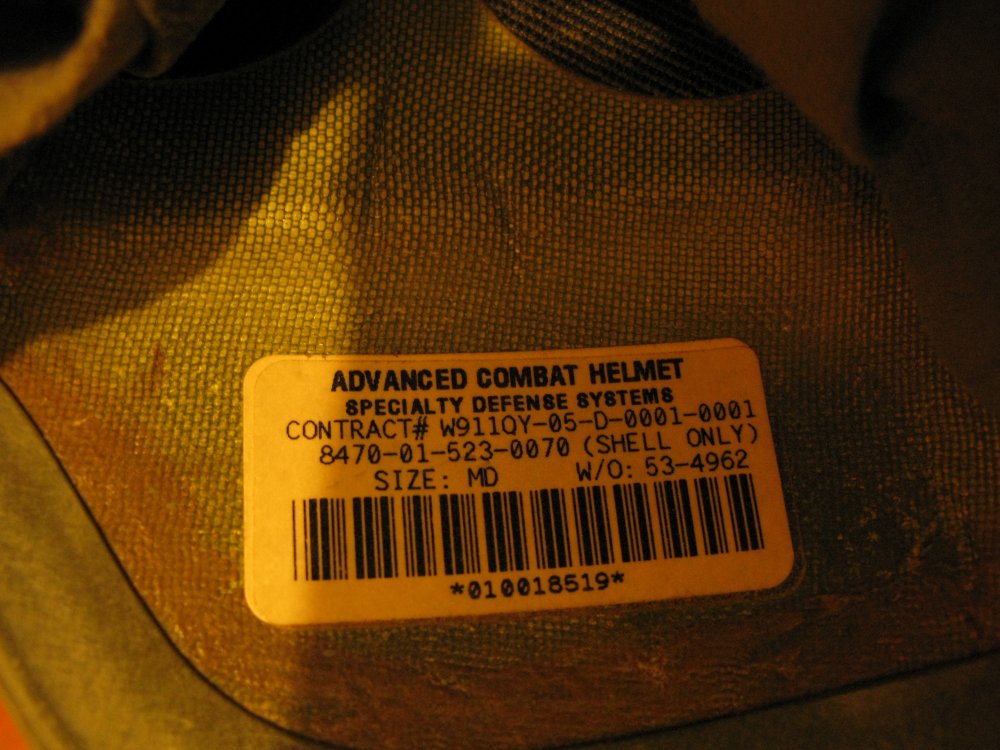 ADVANCED COMBAT HELMET
SPECIALTY DEFENSE SYSTEMS
CONTRACT# W911QY-05-D-0001-0001
8470-01-523-0070 (SHELL ONLY)
SIZE: MD W/O: 53-4962
*010018519*